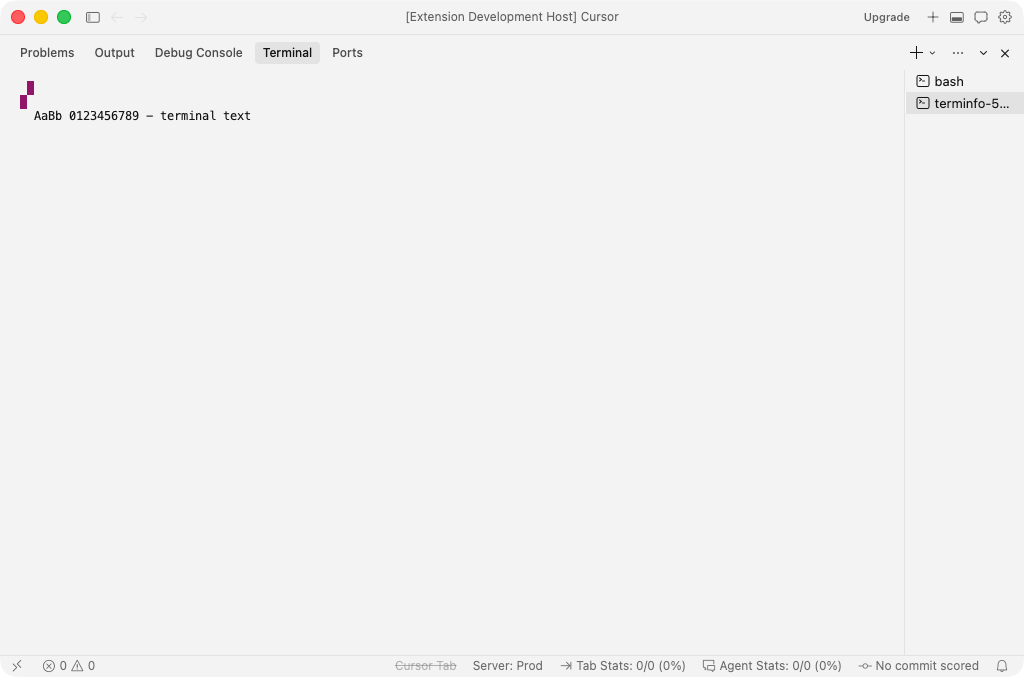 [Extension Development Host] Cursor
Upgrade
Problems Output Debug Console Terminal Ports
bash
terminfo-5...
AaBb 0123456789 – terminal text
0 0 Cursor Tab Server: Prod Tab Stats: 0/0 (0%) Agent Stats: 0/0 (0%) No commit scored